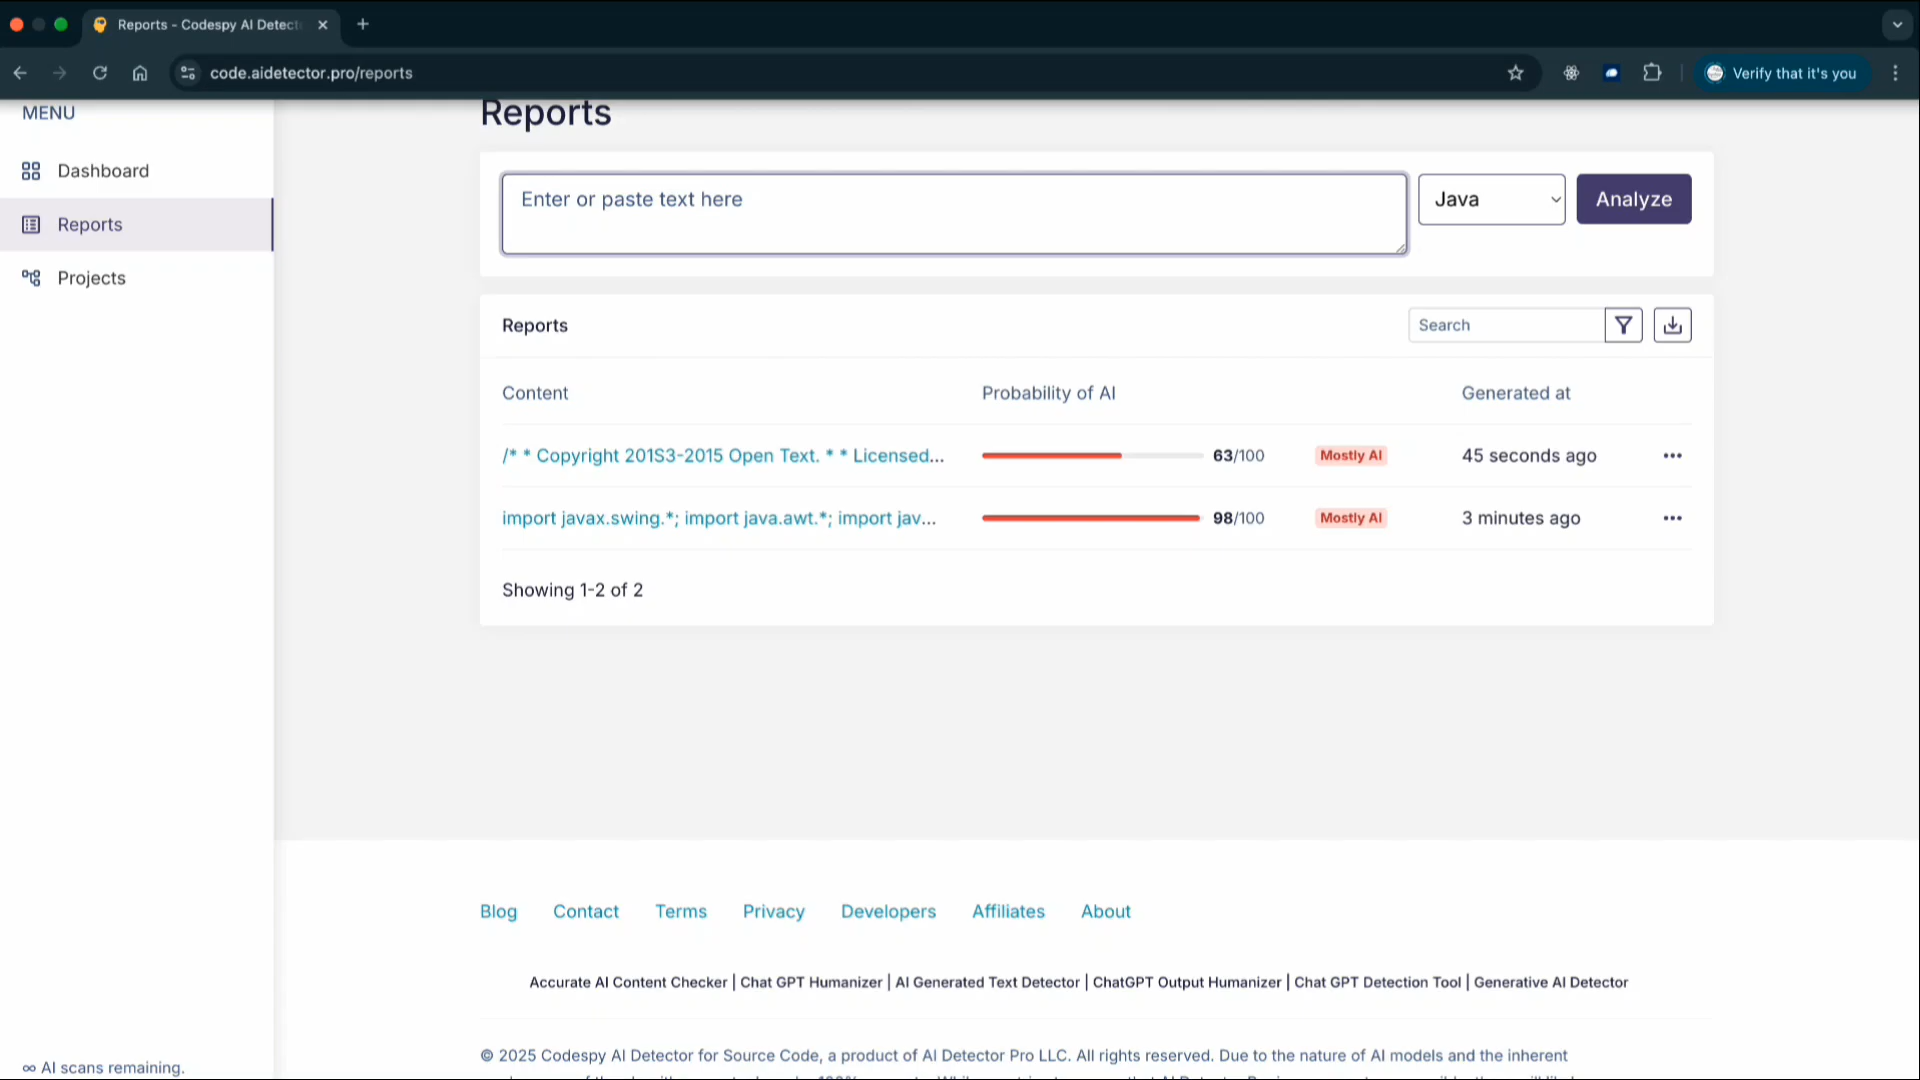 Reports - Codespy AI Detect
code.aidetector.pro/reports
Verify that it's you
MENU
Dashboard
Reports
Projects
∞ AI scans remaining.
Reports
Enter or paste text here
Java
Analyze
Reports
Search
Content Probability of AI Generated at
/* * Copyright 201S3-2015 Open Text. * * Licensed... 63/100 Mostly AI 45 seconds ago
import javax.swing.*; import java.awt.*; import jav... 98/100 Mostly AI 3 minutes ago
Showing 1-2 of 2
Blog Contact Terms Privacy Developers Affiliates About
Accurate AI Content Checker | Chat GPT Humanizer | AI Generated Text Detector | ChatGPT Output Humanizer | Chat GPT Detection Tool | Generative AI Detector
© 2025 Codespy AI Detector for Source Code, a product of AI Detector Pro LLC. All rights reserved. Due to the nature of AI models and the inherent